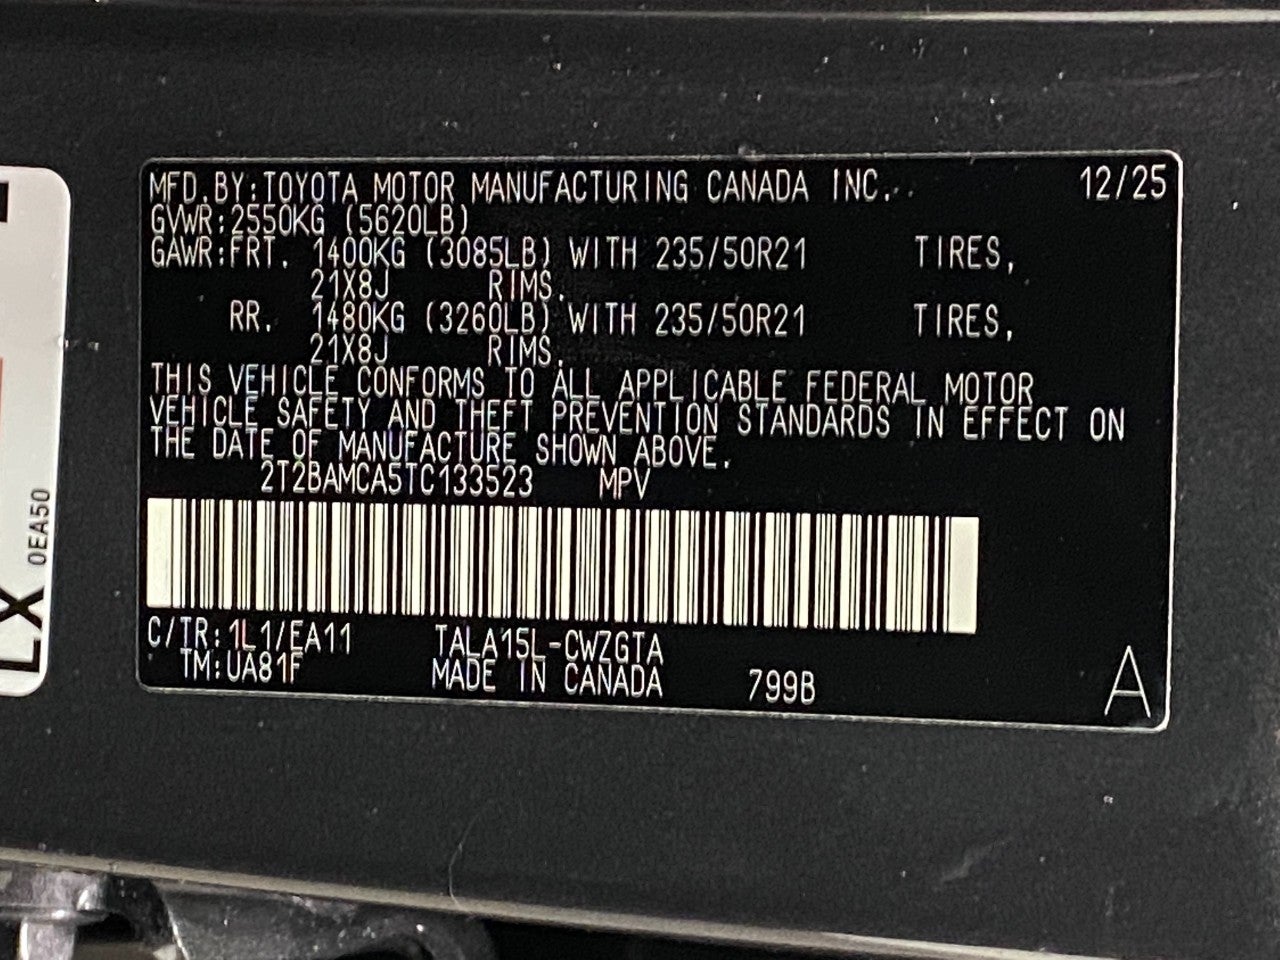 MFD.BY:TOYOTA MOTOR MANUFACTURING CANADA INC. 12/25
GVWR:2550KG (5620LB)
GAWR:FRT. 1400KG (3085LB) WITH 235/50R21 TIRES,
21X8J RIMS.
RR. 1480KG (3260LB) WITH 235/50R21 TIRES,
21X8J RIMS.
THIS VEHICLE CONFORMS TO ALL APPLICABLE FEDERAL MOTOR
VEHICLE SAFETY AND THEFT PREVENTION STANDARDS IN EFFECT ON
THE DATE OF MANUFACTURE SHOWN ABOVE.
2T2BAMCA5TC133523 MPV
C/TR:1L1/EA11 TALA15L-CWZGTA
TM:UA81F MADE IN CANADA 799B
A
0EA50